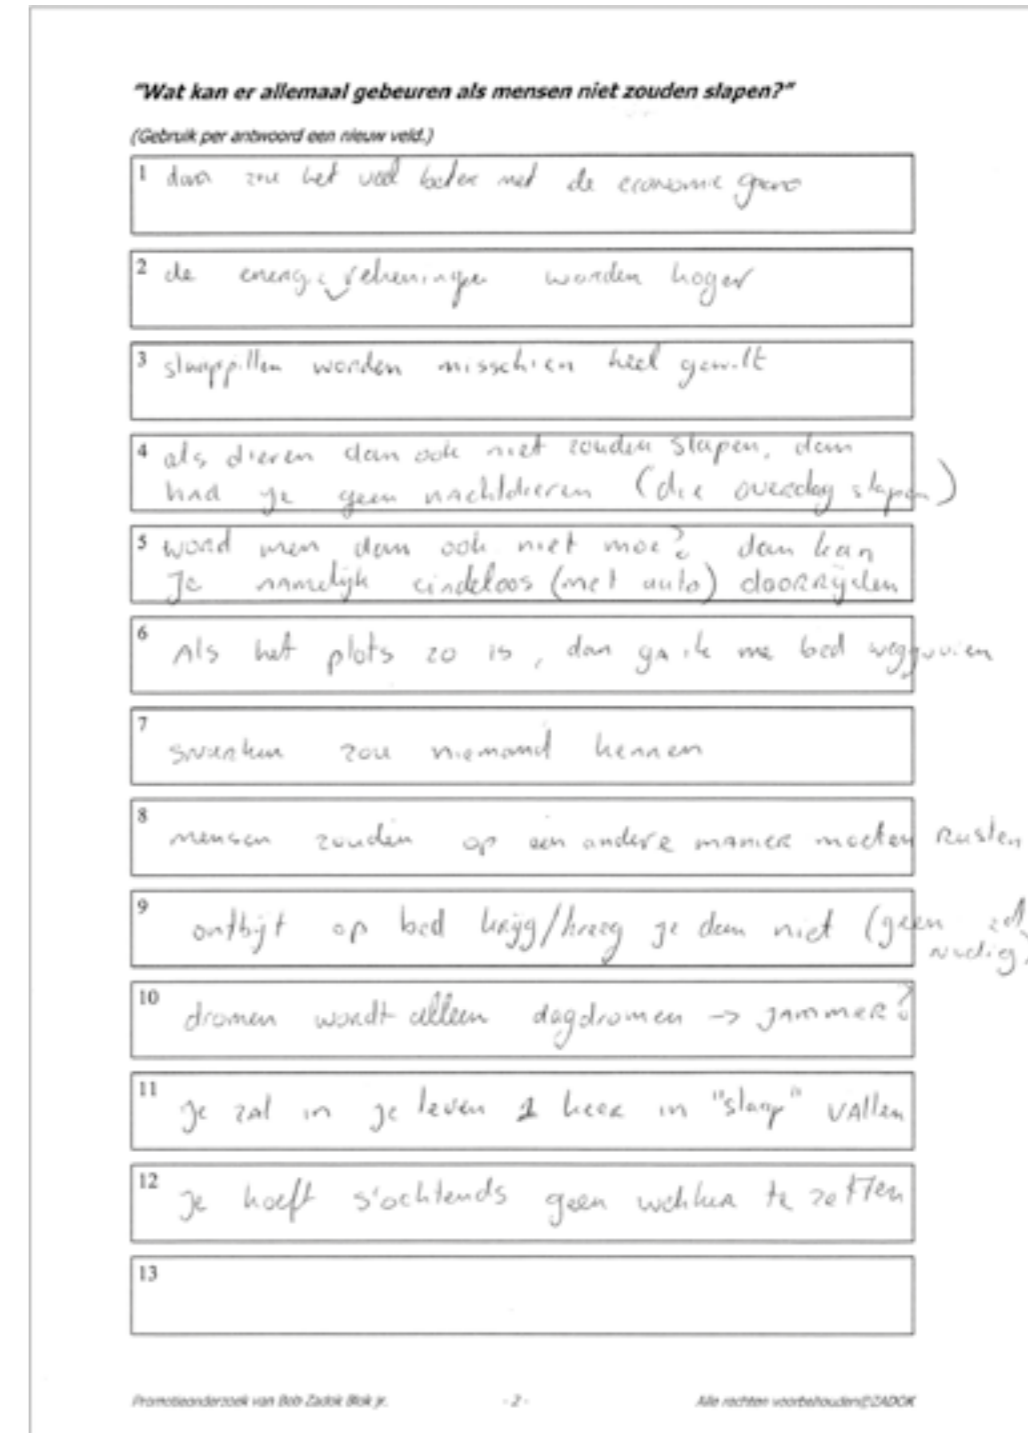 "Wat kan er allemaal gebeuren als mensen niet zouden slapen?"
(Gebruik per antwoord een nieuw veld.)
1 dan zou het veel beter met de economie gaan
2 de energierekeningen worden hoger
3 slaappillen worden misschien heel gewilt
4 als dieren dan ook niet zouden slapen, dan
had je geen nachtdieren (die overdag slapen)
5 word men dan ook niet moe? dan kan
je namelijk eindeloos (met auto) doorrijden
6 Als het plots zo is, dan ga ik me bed weggooien
7 snurken zou niemand kennen
8 mensen zouden op een andere manier moeten rusten
9 ontbijt op bed krijg/kreeg je dan niet (geen
nodig)
10 dromen wordt alleen dagdromen → jammer?
11 je zal in je leven 1 keer in "slaap" vallen
12 je hoeft s'ochtends geen wekker te zetten
13
Promotieonderzoek van Bob Zadok Blok jr.
- 2 -
Alle rechten voorbehouden©ZADOK